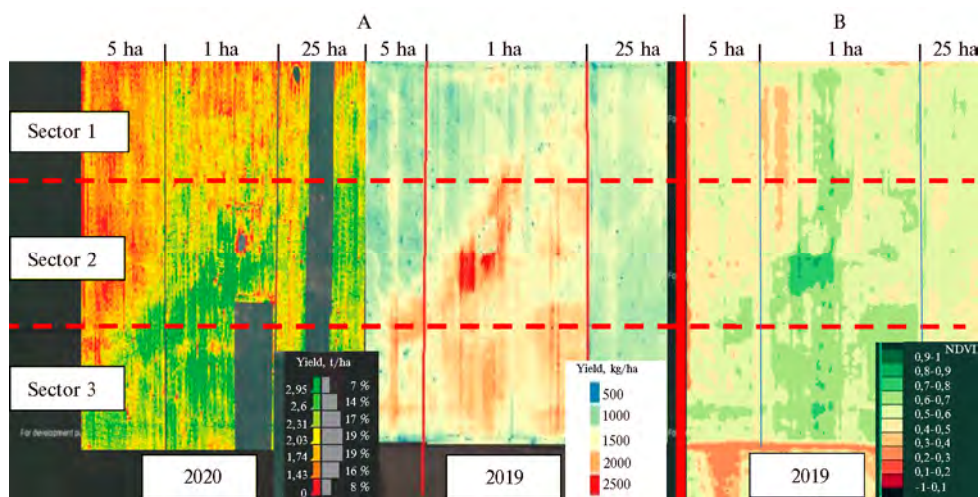 A
B
5 ha
1 ha
25 ha
5 ha
1 ha
25 ha
5 ha
1 ha
25 ha
Sector 1
Sector 2
Sector 3
For development pu
Fo
Fo
Yield, t/ha
2,95
2,6
2,31
2,03
1,74
1,43
0
7 %
14 %
17 %
19 %
19 %
16 %
8 %
Yield, kg/ha
500
1000
1500
2000
2500
NDVI
0,9-1
0,8-0,9
0,7-0,8
0,6-0,7
0,5-0,6
0,4-0,5
0,3-0,4
0,2-0,3
0,1-0,2
-1-0,1
2020
2019
2019